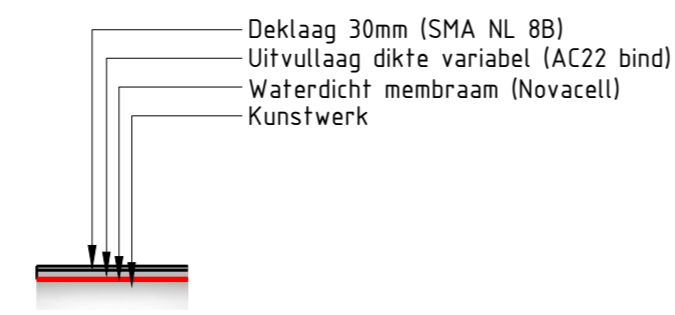 Deklaag 30mm (SMA NL 8B)
Uitvullaag dikte variabel (AC22 bind)
Waterdicht membraam (Novacell)
Kunstwerk